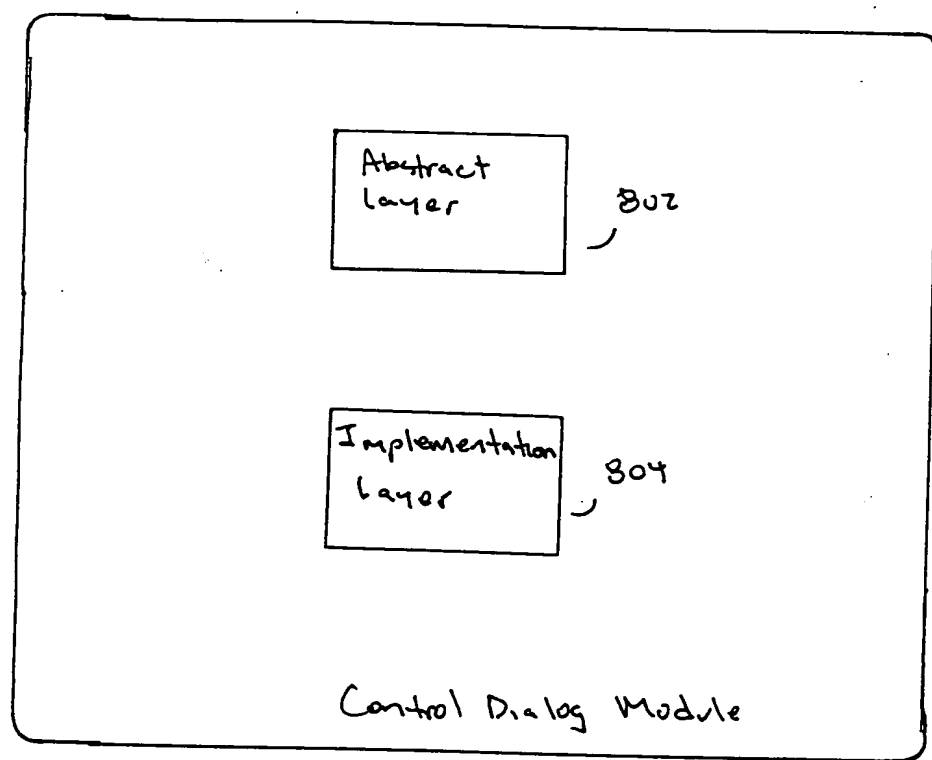 Abstract
Layer
802
Implementation
Layer
804
Control Dialog Module